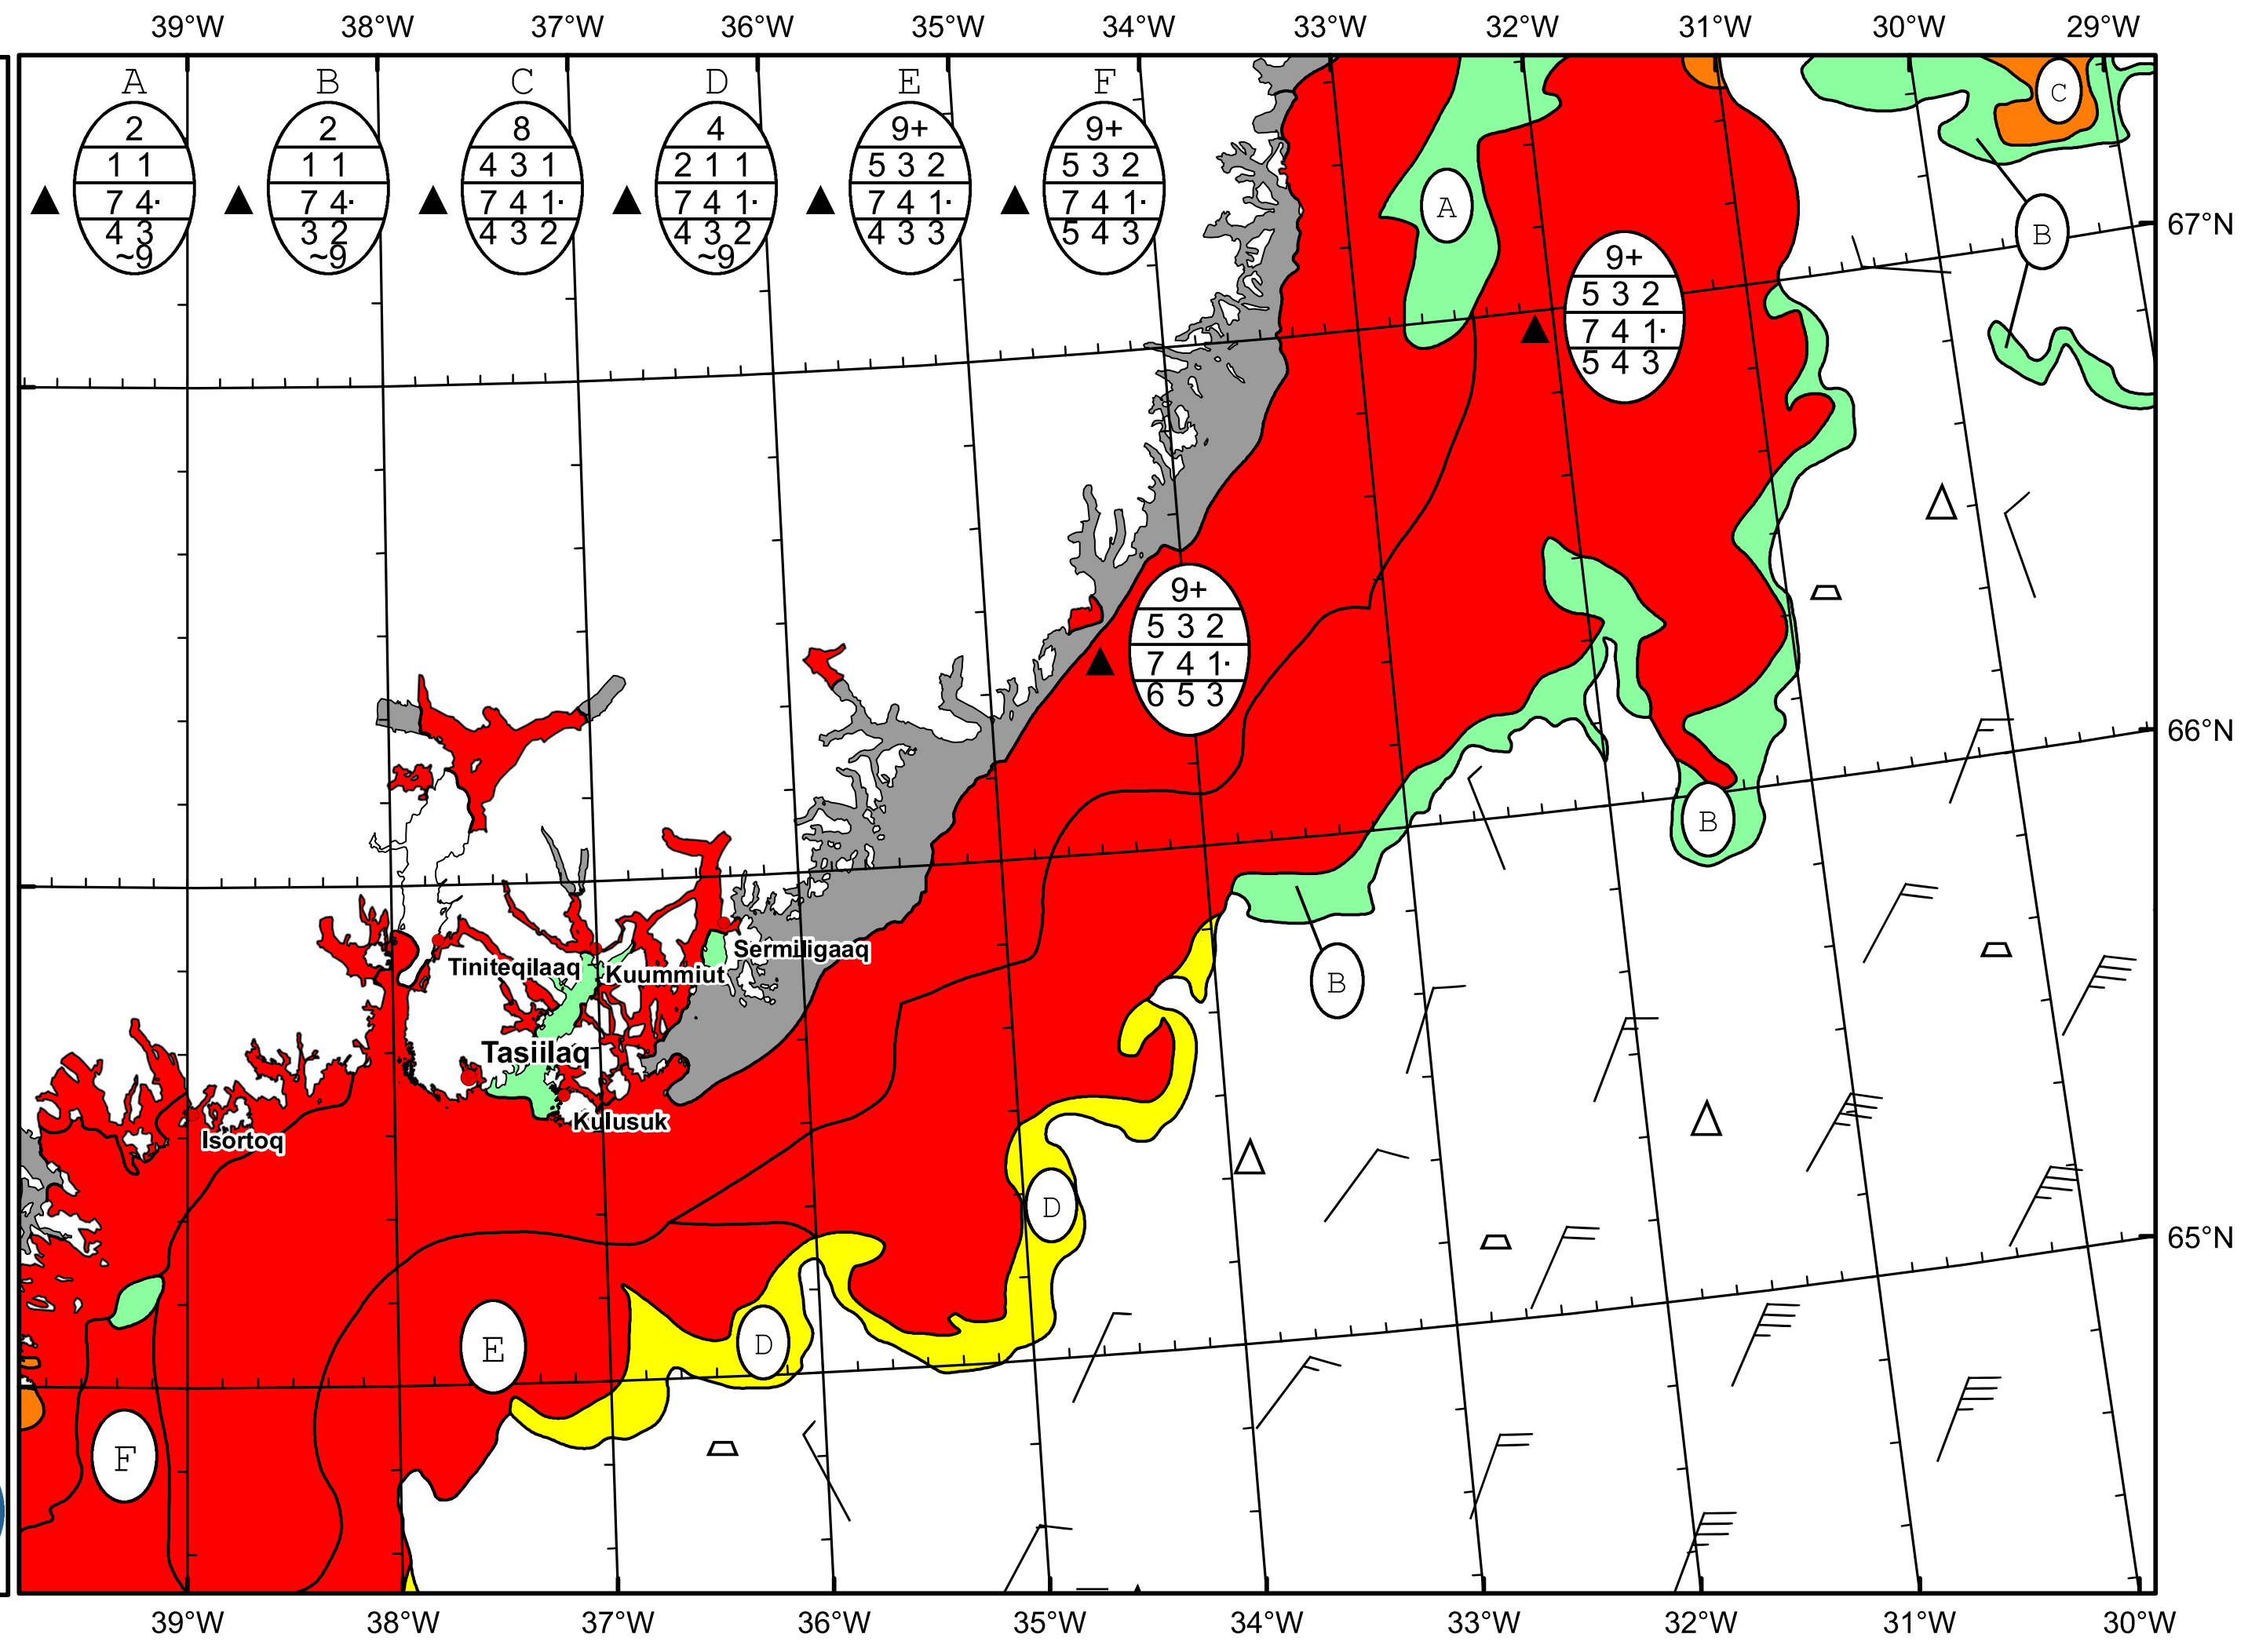 39°W 38°W 37°W 36°W 35°W 34°W 33°W 32°W 31°W 30°W 29°W
A B C D E F
2 2 8 4 9+ 9+
1 1 1 1 4 3 1 2 1 1 5 3 2 5 3 2
7 4· 7 4· 7 4 1· 7 4 1· 7 4 1· 7 4 1·
4 3 3 2 4 3 2 4 3 2 4 3 3 5 4 3
~9 ~9 ~9
C
A
B
67°N
9+
5 3 2
7 4 1·
5 4 3
9+
5 3 2
7 4 1·
6 5 3
66°N
B
Sermiligaaq
Tiniteqilaaq
Kuummiut
B
Tasiilaq
Kulusuk
Isortoq
D
65°N
D
E
F
39°W 38°W 37°W 36°W 35°W 34°W 33°W 32°W 31°W 30°W